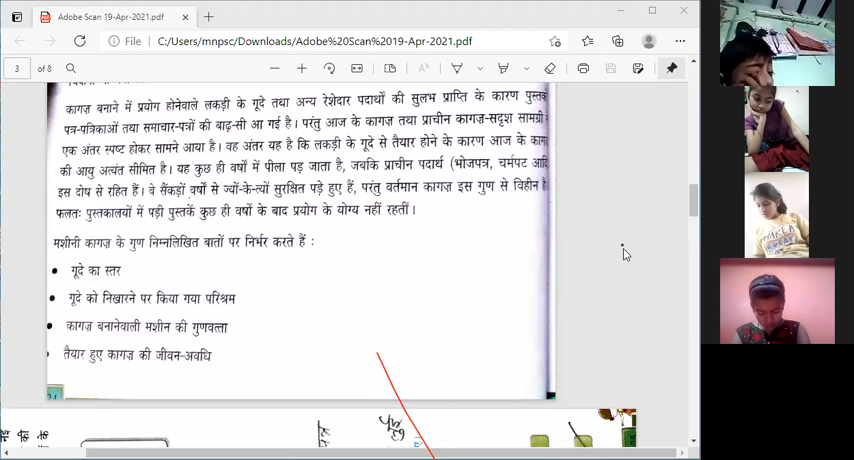 Adobe Scan 19-Apr-2021.pdf
File C:/Users/mnpsc/Downloads/Adobe%20Scan%2019-Apr-2021.pdf
3 of 8
कागज़ बनाने में प्रयोग होनेवाले लकड़ी के गूदे तथा अन्य रेशेदार पदार्थों की सुलभ प्राप्ति के कारण पुस्तकों
पत्र-पत्रिकाओं तथा समाचार-पत्रों की बाढ़-सी आ गई है। परंतु आज के कागज़ तथा प्राचीन कागज़-सदृश सामग्री
एक अंतर स्पष्ट होकर सामने आया है। वह अंतर यह है कि लकड़ी के गूदे से तैयार होने के कारण आज के
की आयु अत्यंत सीमित है। यह कुछ ही वर्षों में पीला पड़ जाता है, जबकि प्राचीन पदार्थ (भोजपत्र, चर्मपट आदि
इस दोष से रहित हैं। वे सैंकड़ों वर्षों से ज्यों-के-त्यों सुरक्षित पड़े हुए हैं, परंतु वर्तमान कागज़ इस गुण से विहीन है
फलतः पुस्तकालयों में पड़ी पुस्तकें कुछ ही वर्षों के बाद प्रयोग के योग्य नहीं रहतीं।
मशीनी कागज़ के गुण निम्नलिखित बातों पर निर्भर करते हैं :
• गूदे का स्तर
• गूदे को निखारने पर किया गया परिश्रम
• कागज़ बनानेवाली मशीन की गुणवत्ता
• तैयार हुए कागज़ की जीवन-अवधि